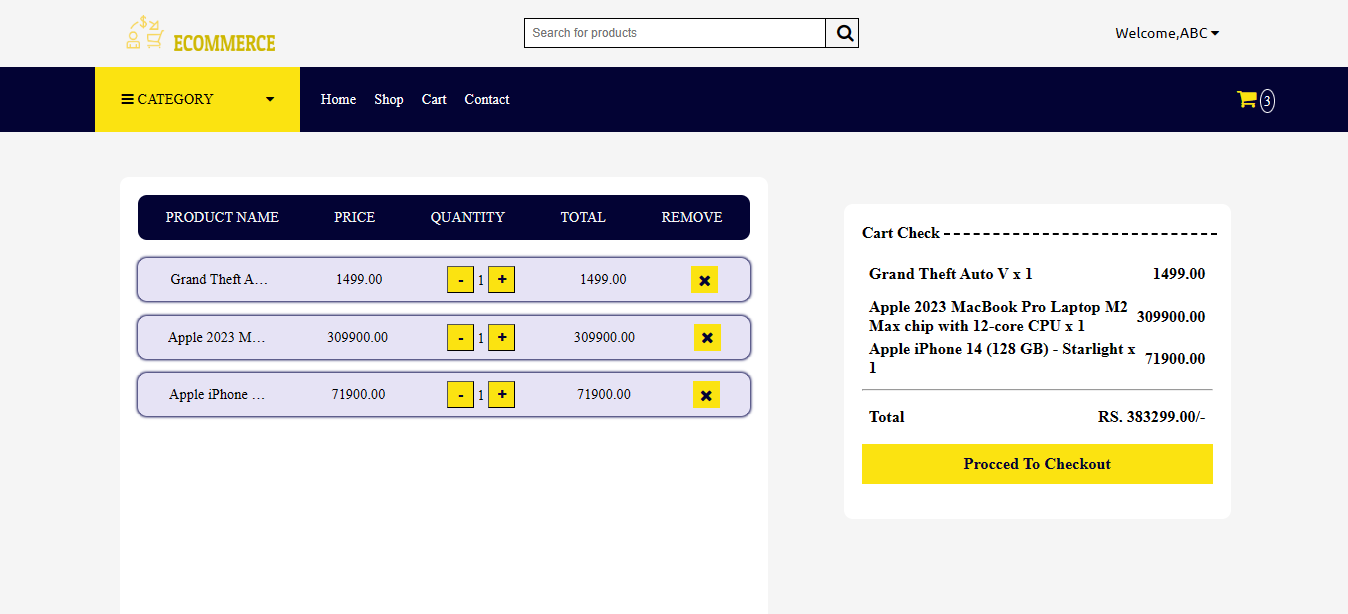 ECOMMERCE
Search for products
Welcome,ABC
CATEGORY
Home Shop Cart Contact
3
PRODUCT NAME PRICE QUANTITY TOTAL REMOVE
Grand Theft A... 1499.00 - 1 + 1499.00
Apple 2023 M... 309900.00 - 1 + 309900.00
Apple iPhone ... 71900.00 - 1 + 71900.00
Cart Check
Grand Theft Auto V x 1 1499.00
Apple 2023 MacBook Pro Laptop M2
Max chip with 12-core CPU x 1 309900.00
Apple iPhone 14 (128 GB) - Starlight x
1 71900.00
Total RS. 383299.00/-
Procced To Checkout